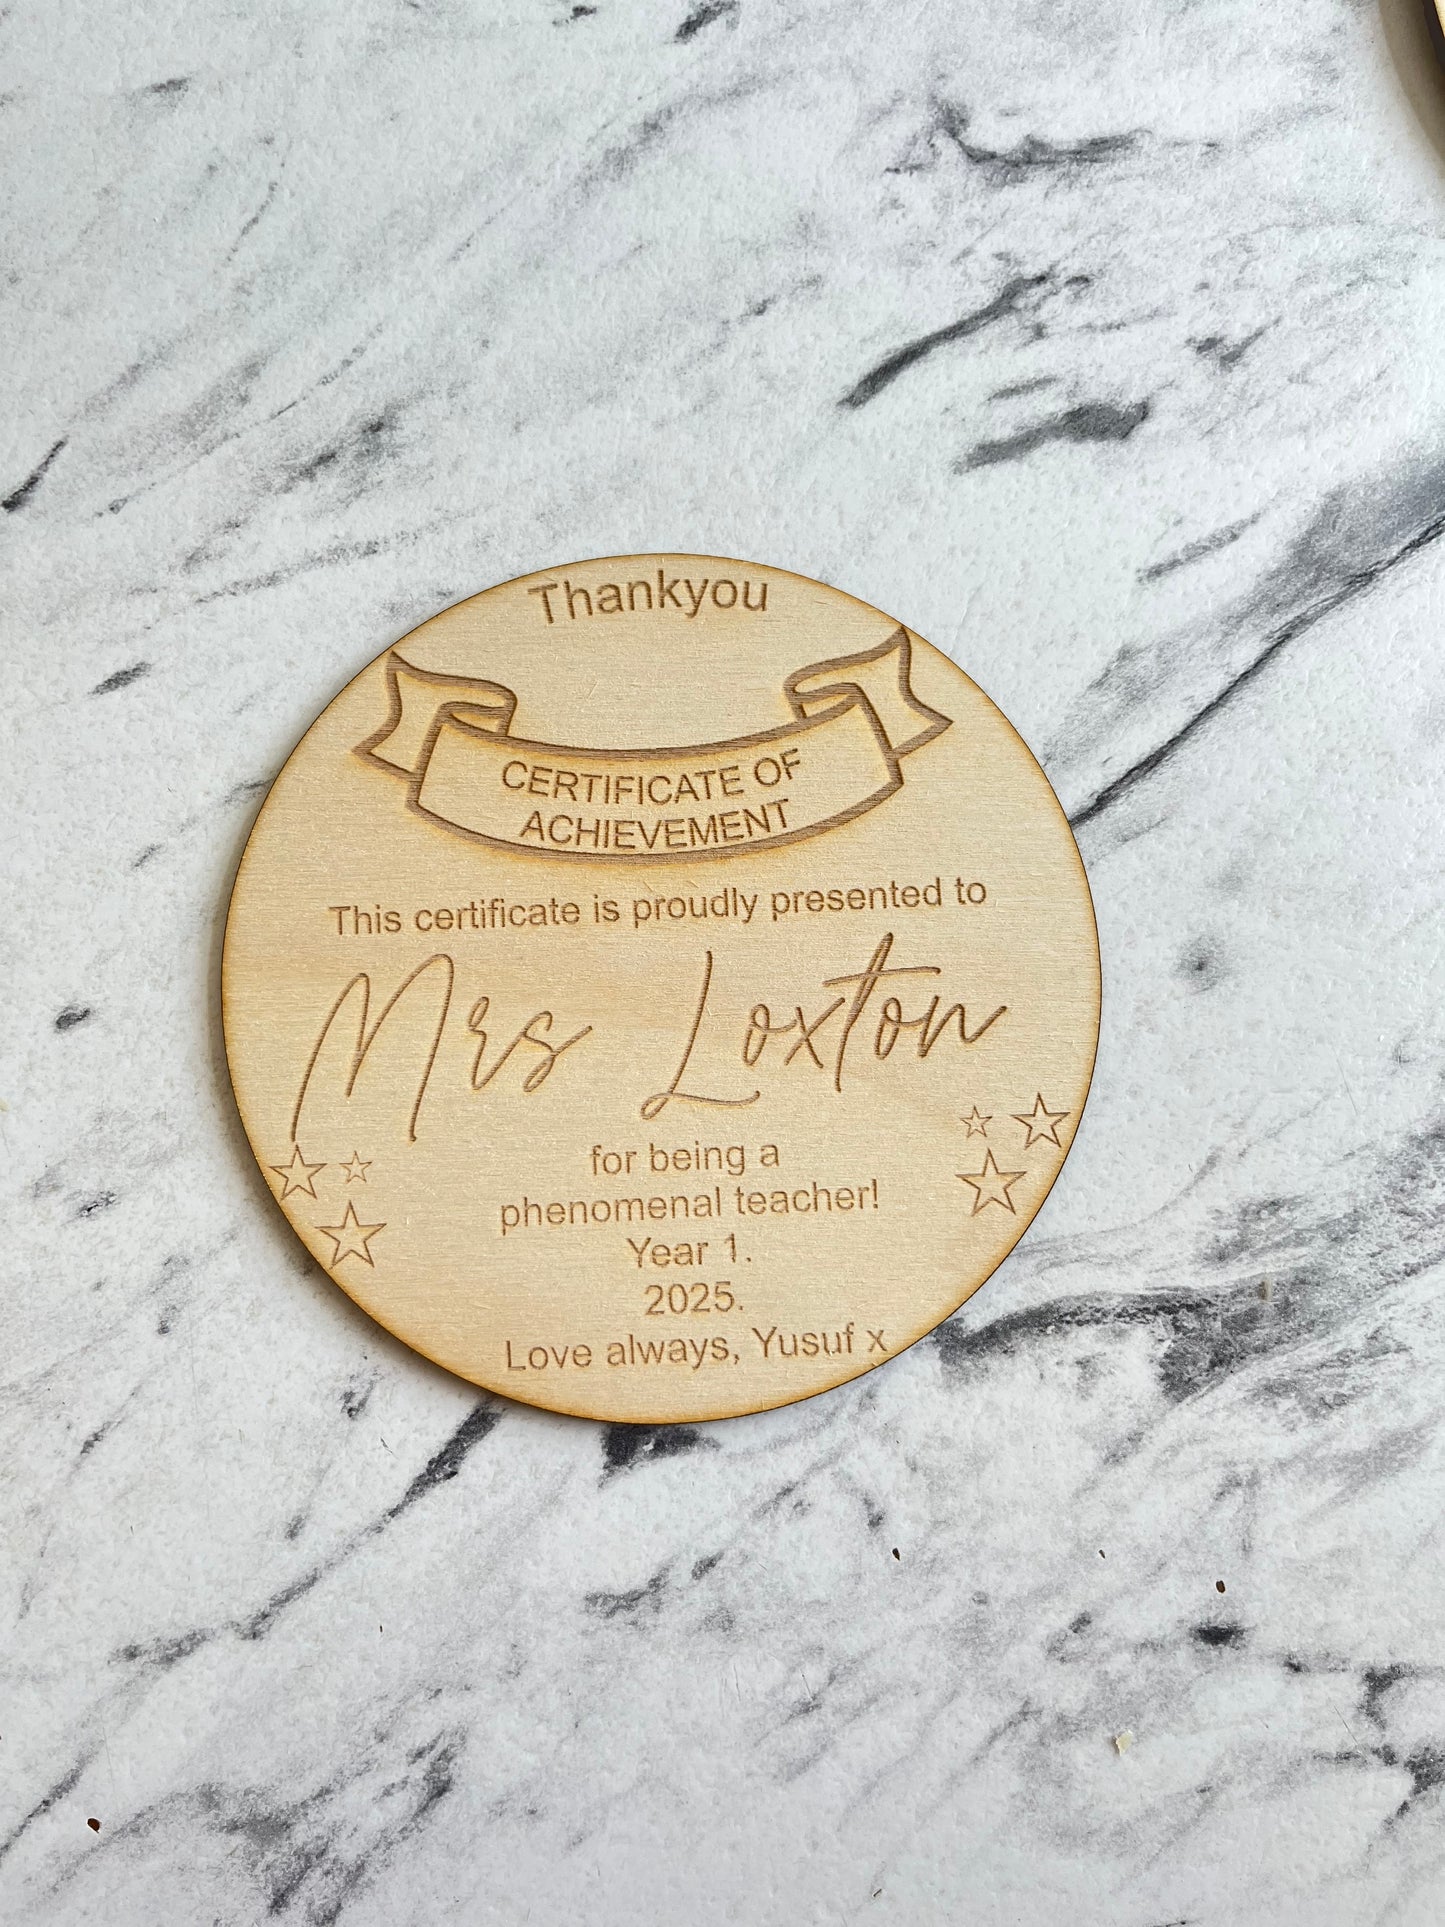 Thankyou
CERTIFICATE OF
ACHIEVEMENT
This certificate is proudly presented to
Mrs Loxton
for being a
phenomenal teacher!
Year 1.
2025.
Love always, Yusuf x